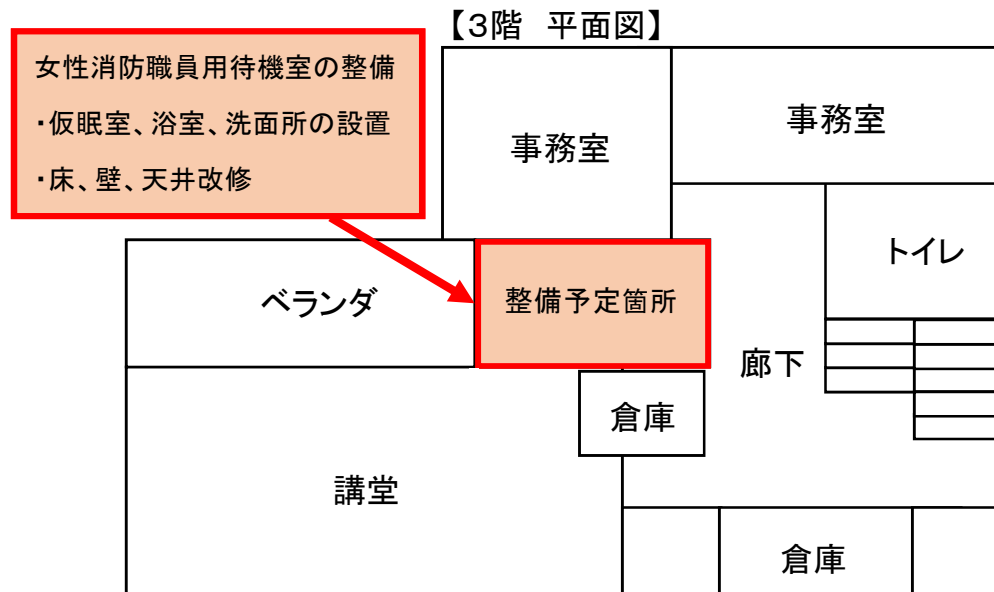 【3階 平面図】
女性消防職員用待機室の整備
・仮眠室、浴室、洗面所の設置
・床、壁、天井改修
事務室
事務室
トイレ
ベランダ
整備予定箇所
廊下
倉庫
講堂
倉庫